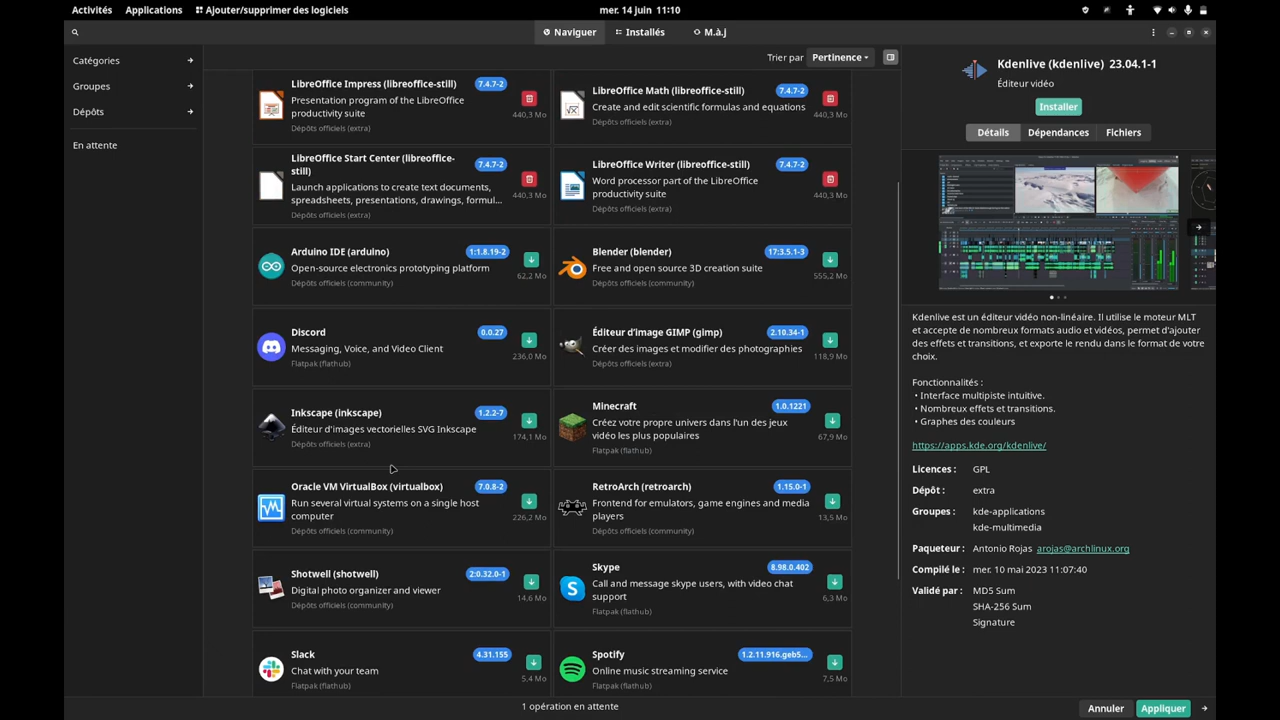 Activités Applications Ajouter/supprimer des logiciels mer. 14 juin 11:10
Naviguer Installés M.à.j
Catégories
Groupes
Dépôts
En attente
Trier par Pertinence
LibreOffice Impress (libreoffice-still) 7.4.7-2
Presentation program of the LibreOffice
productivity suite
Dépôts officiels (extra)
440,3 Mo
LibreOffice Math (libreoffice-still) 7.4.7-2
Create and edit scientific formulas and equations
Dépôts officiels (extra)
440,3 Mo
LibreOffice Start Center (libreoffice-
still) 7.4.7-2
Launch applications to create text documents,
spreadsheets, presentations, drawings, formul...
Dépôts officiels (extra)
440,3 Mo
LibreOffice Writer (libreoffice-still) 7.4.7-2
Word processor part of the LibreOffice
productivity suite
Dépôts officiels (extra)
440,3 Mo
Arduino IDE (arduino) 1:1.8.19-2
Open-source electronics prototyping platform
Dépôts officiels (community)
62,2 Mo
Blender (blender) 17:3.5.1-3
Free and open source 3D creation suite
Dépôts officiels (community)
555,2 Mo
Discord 0.0.27
Messaging, Voice, and Video Client
Flatpak (flathub)
236,0 Mo
Éditeur d'image GIMP (gimp) 2.10.34-1
Créer des images et modifier des photographies
Dépôts officiels (extra)
118,9 Mo
Inkscape (inkscape) 1.2.2-7
Éditeur d'images vectorielles SVG Inkscape
Dépôts officiels (extra)
174,1 Mo
Minecraft 1.0.1221
Créez votre propre univers dans l'un des jeux
vidéo les plus populaires
Flatpak (flathub)
67,9 Mo
Oracle VM VirtualBox (virtualbox) 7.0.8-2
Run several virtual systems on a single host
computer
Dépôts officiels (community)
226,2 Mo
RetroArch (retroarch) 1.15.0-1
Frontend for emulators, game engines and media
players
Dépôts officiels (community)
13,5 Mo
Shotwell (shotwell) 2:0.32.0-1
Digital photo organizer and viewer
Dépôts officiels (community)
14,6 Mo
Skype 8.98.0.402
Call and message skype users, with video chat
support
Flatpak (flathub)
6,3 Mo
Slack 4.31.155
Chat with your team
Flatpak (flathub)
5,4 Mo
Spotify 1.2.11.916.geb5...
Online music streaming service
Flatpak (flathub)
7,5 Mo
Kdenlive (kdenlive) 23.04.1-1
Éditeur vidéo
Installer
Détails Dépendances Fichiers
Kdenlive est un éditeur vidéo non-linéaire. Il utilise le moteur MLT
et accepte de nombreux formats audio et vidéos, permet d'ajouter
des effets et transitions, et exporte le rendu dans le format de votre
choix.
Fonctionnalités :
• Interface multipiste intuitive.
• Nombreux effets et transitions.
• Graphes des couleurs
https://apps.kde.org/kdenlive/
Licences : GPL
Dépôt : extra
Groupes : kde-applications
kde-multimedia
Paqueteur : Antonio Rojas arojas@archlinux.org
Compilé le : mer. 10 mai 2023 11:07:40
Validé par : MD5 Sum
SHA-256 Sum
Signature
1 opération en attente
Annuler Appliquer